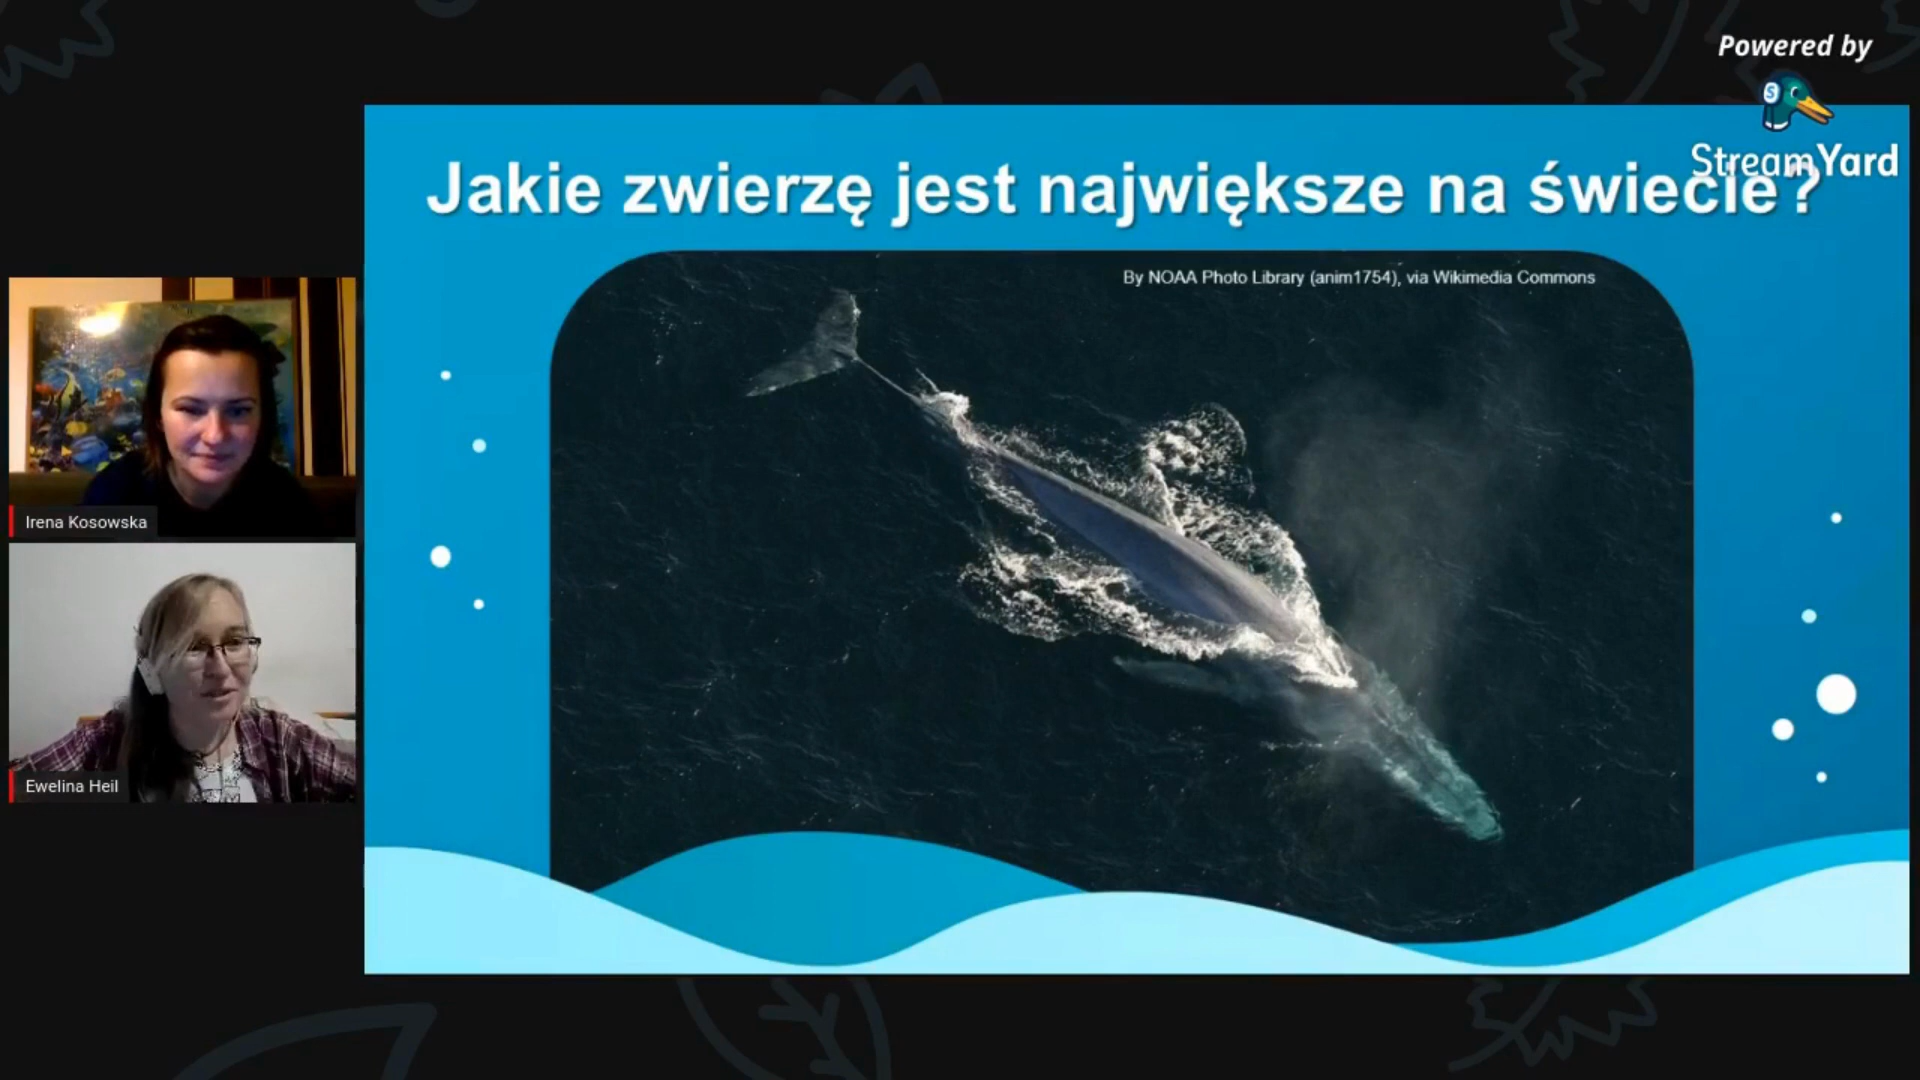 Powered by
StreamYard
Jakie zwierzę jest największe na świecie?
By NOAA Photo Library (anim1754), via Wikimedia Commons
Irena Kosowska
Ewelina Heil